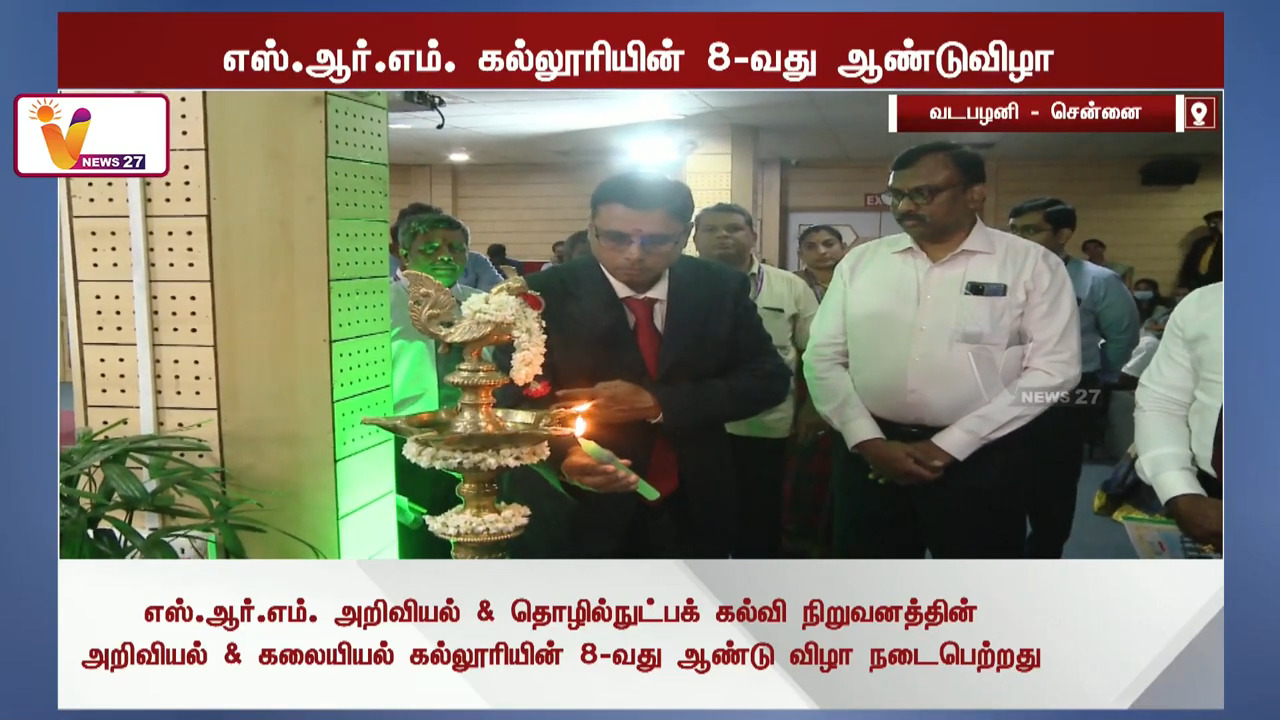 எஸ்.ஆர்.எம். கல்லூரியின் 8-வது ஆண்டுவிழா
வடபழனி - சென்னை
NEWS 27
EX
NEWS 27
எஸ்.ஆர்.எம். அறிவியல் & தொழில்நுட்பக் கல்வி நிறுவனத்தின்
அறிவியல் & கலையியல் கல்லூரியின் 8-வது ஆண்டு விழா நடைபெற்றது